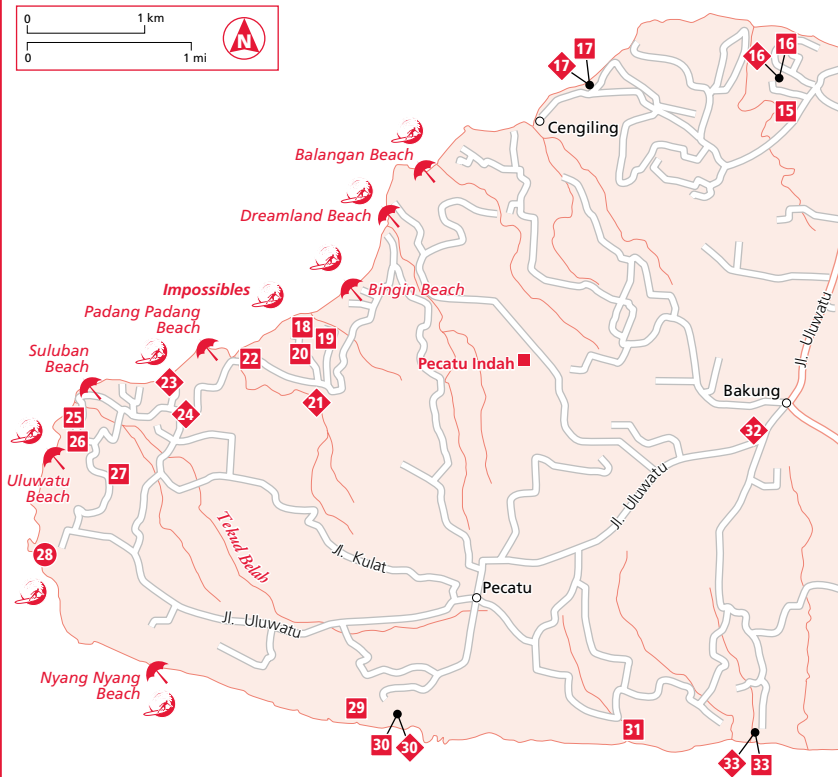 0 1 km
0 1 mi
N
17
17
16
16
15
Cengiling
Balangan Beach
Dreamland Beach
Impossibles
Bingin Beach
Padang Padang
Beach
18
19
20
22
Pecatu Indah
Jl. Uluwatu
Suluban
Beach
23
21
24
Bakung
25
26
32
27
Uluwatu
Beach
Jl. Uluwatu
Tekud Belah
28
Jl. Kulat
Pecatu
Jl. Uluwatu
Nyang Nyang
Beach
29
30
30
31
33
33